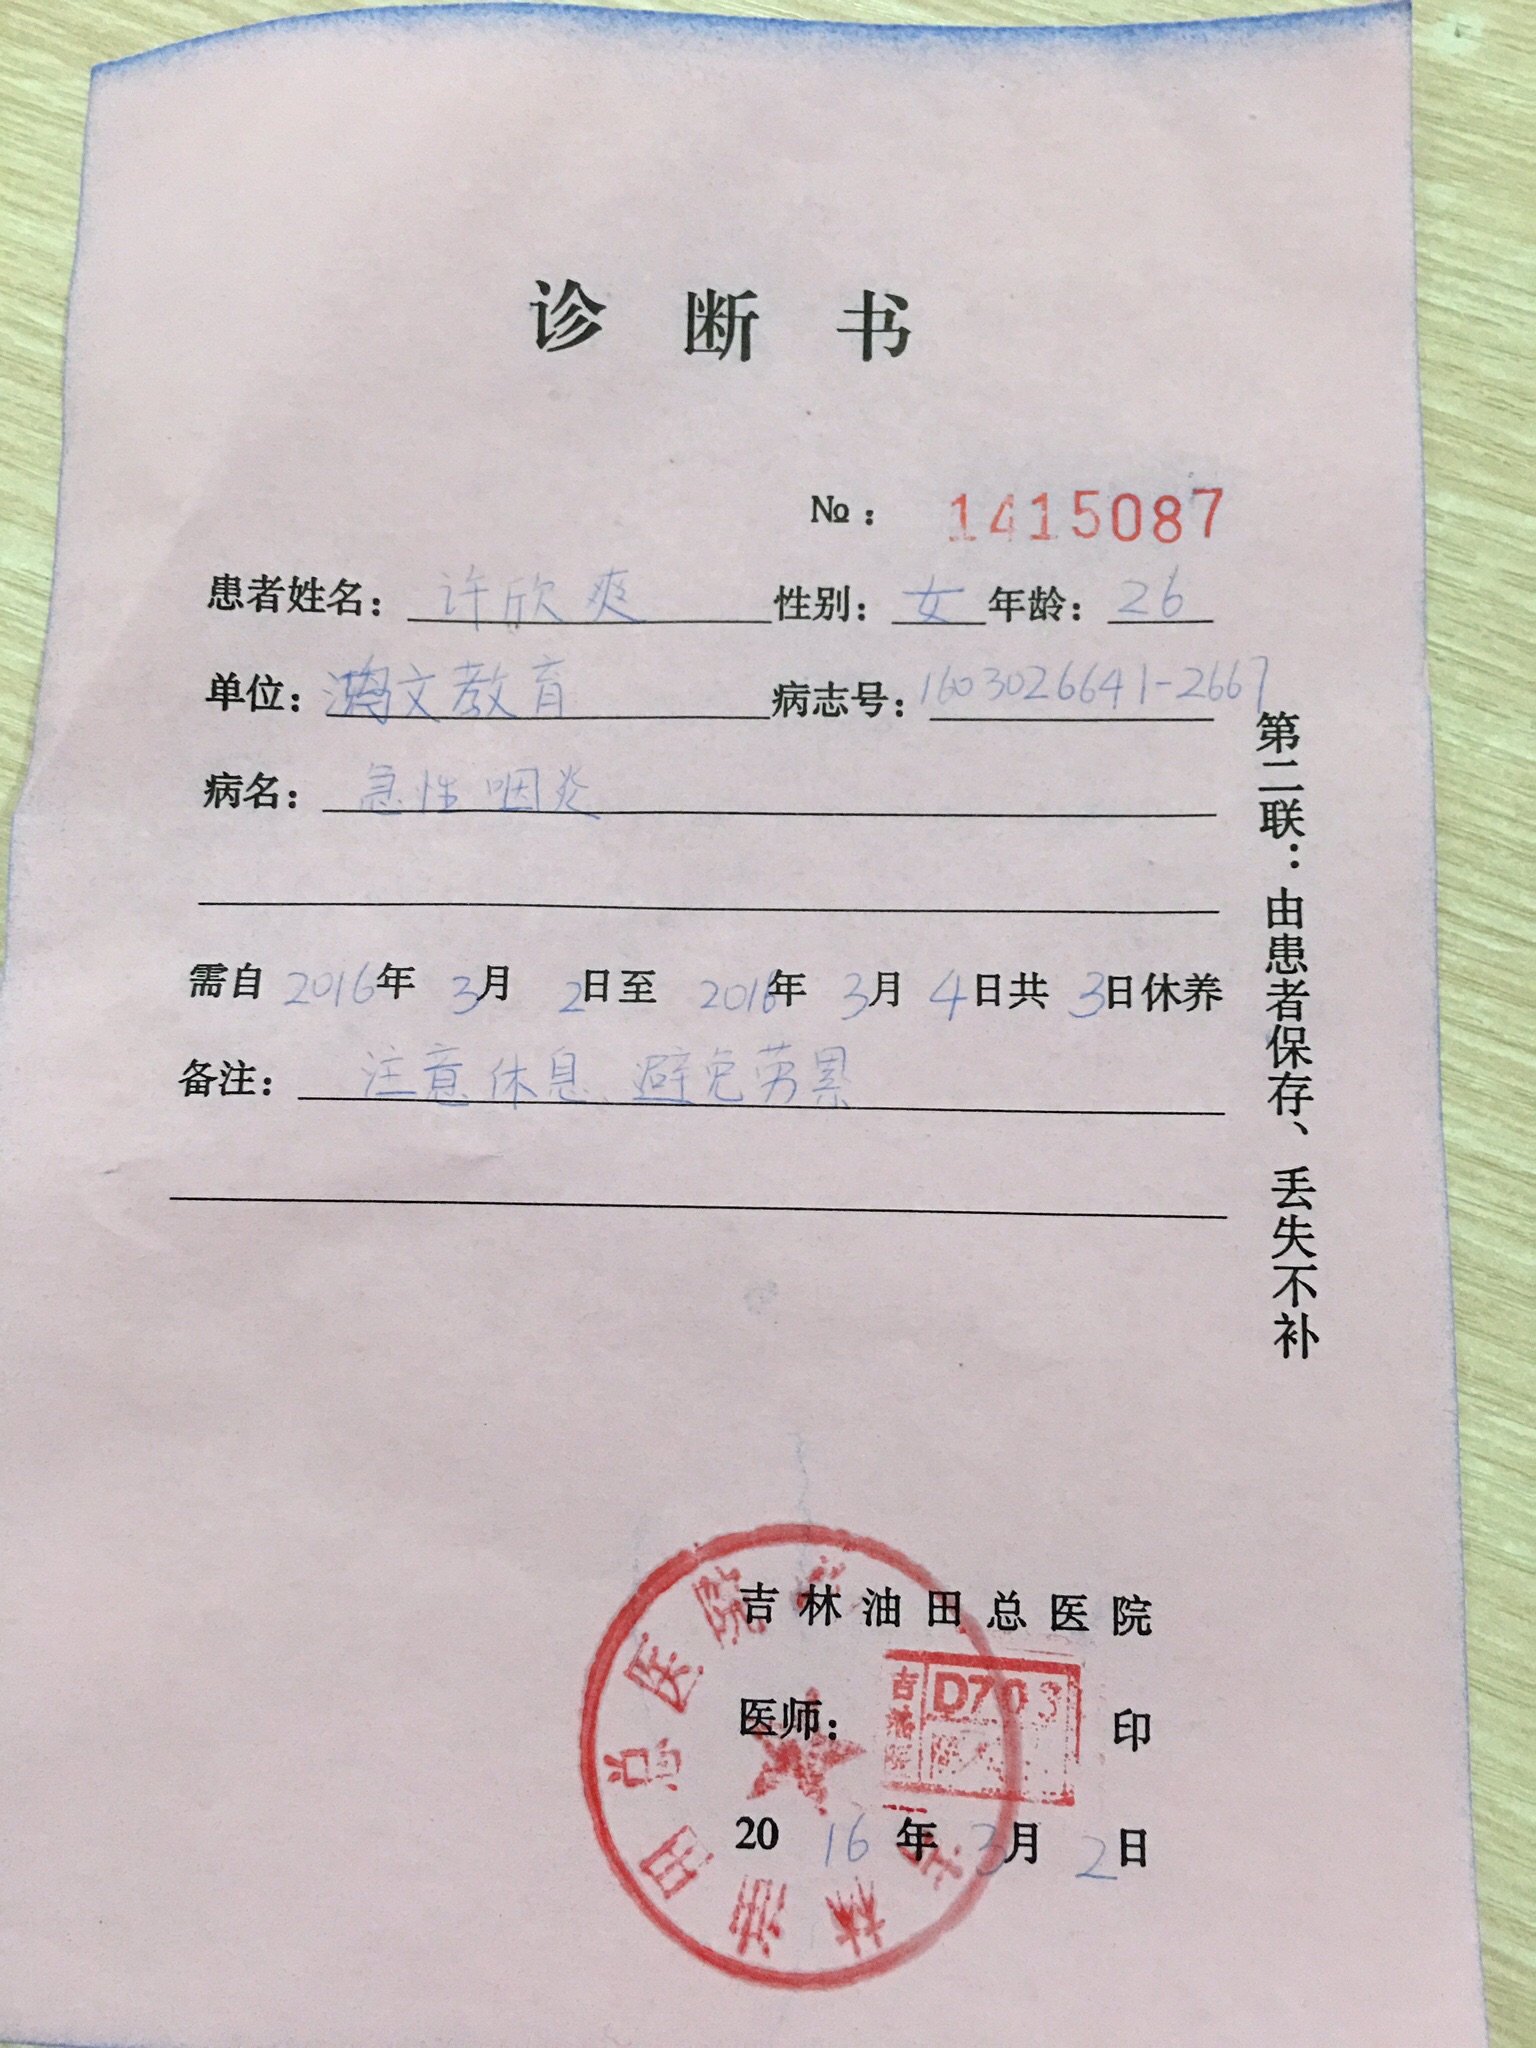 诊断书
№： 1415087
患者姓名：许欣爽 性别：女 年龄：26
单位：鸿文教育 病志号：1603026641-2667
病名：急性咽炎
需自2016年3月2日至2016年3月4日共3日休养
备注：注意休息、避免劳累
第二联：由患者保存、丢失不补
吉林油田总医院
医师： 印
D703
2016年3月2日
吉林油田总医院